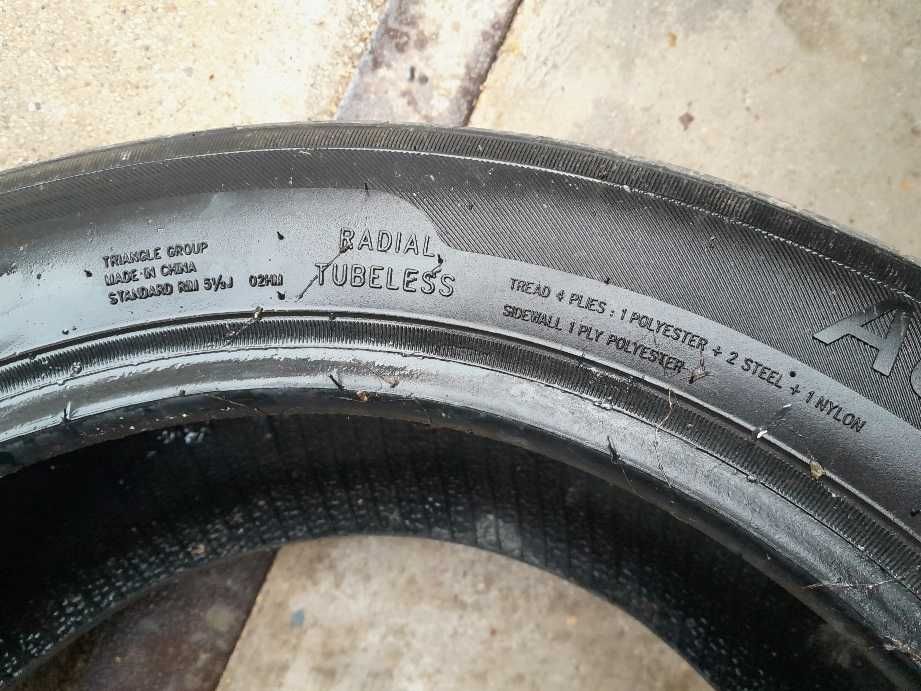 TRIANGLE GROUP
MADE IN CHINA
STANDARD RIM 5½J 02HM
RADIAL
TUBELESS
TREAD 4 PLIES : 1 POLYESTER + 2 STEEL + 1 NYLON
SIDEWALL 1 PLY POLYESTER